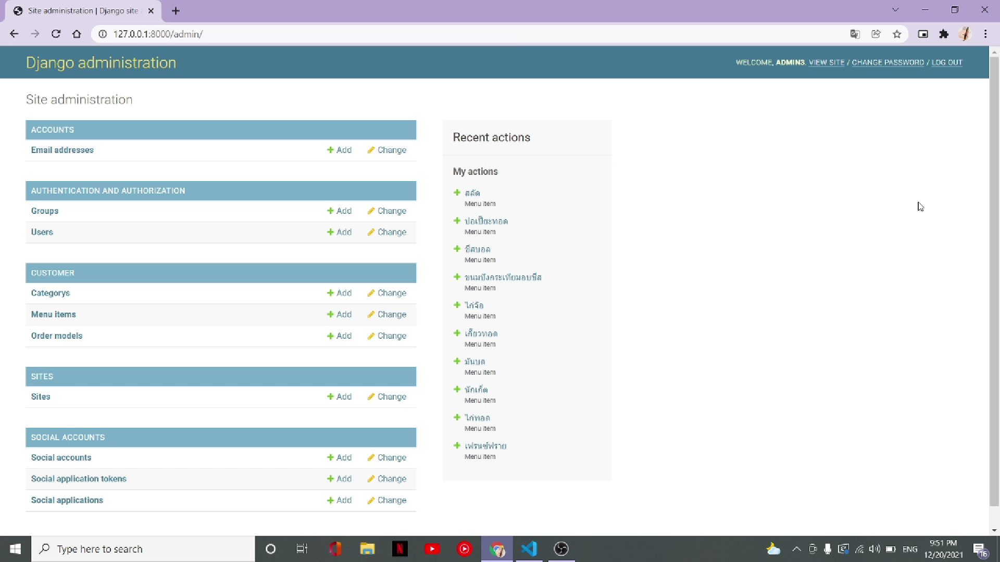 Site administration | Django site
127.0.0.1:8000/admin/
Django administration
WELCOME, ADMIN3. VIEW SITE / CHANGE PASSWORD / LOG OUT
Site administration
ACCOUNTS
Email addresses Add Change
AUTHENTICATION AND AUTHORIZATION
Groups Add Change
Users Add Change
CUSTOMER
Categorys Add Change
Menu items Add Change
Order models Add Change
SITES
Sites Add Change
SOCIAL ACCOUNTS
Social accounts Add Change
Social application tokens Add Change
Social applications Add Change
Recent actions
My actions
สลัด
Menu item
ปอเปี๊ยะทอด
Menu item
ชีสบอล
Menu item
ขนมปังกระเทียมอบชีส
Menu item
ไก่จ๊อ
Menu item
เกี๊ยวทอด
Menu item
มันบด
Menu item
นักเก็ต
Menu item
ไก่ทอด
Menu item
เฟรนช์ฟราย
Menu item
Type here to search
ENG
9:51 PM
12/20/2021
16